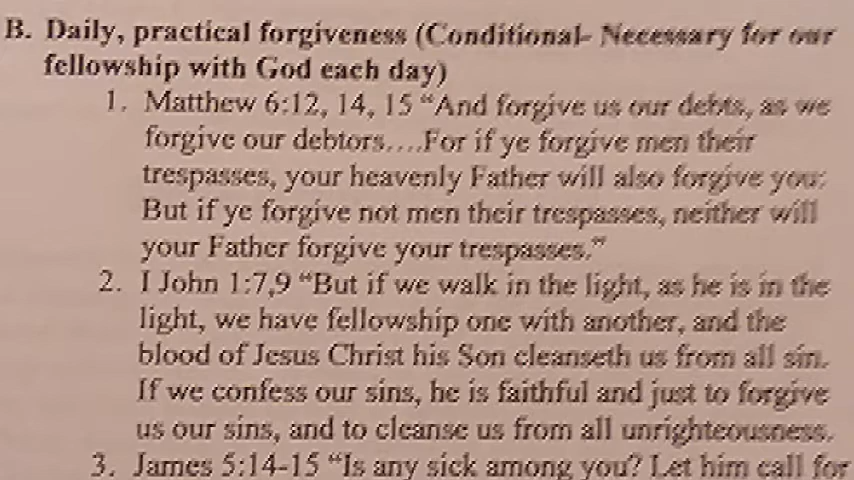 B. Daily, practical forgiveness (Conditional- Necessary for our
fellowship with God each day)
1. Matthew 6:12, 14, 15 “And forgive us our debts, as we
forgive our debtors….For if ye forgive men their
trespasses, your heavenly Father will also forgive you:
But if ye forgive not men their trespasses, neither will
your Father forgive your trespasses.”
2. I John 1:7,9 “But if we walk in the light, as he is in the
light, we have fellowship one with another, and the
blood of Jesus Christ his Son cleanseth us from all sin.
If we confess our sins, he is faithful and just to forgive
us our sins, and to cleanse us from all unrighteousness.
3. James 5:14-15 “Is any sick among you? Let him call for